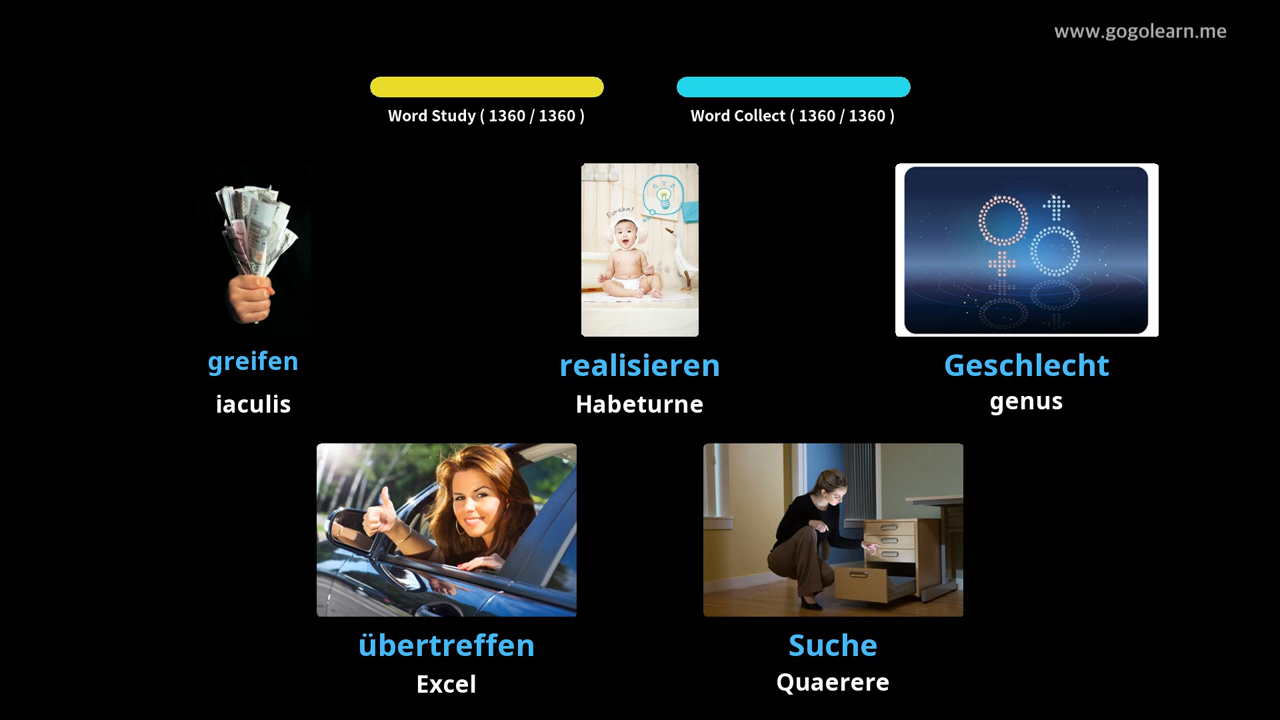 www.gogolearn.me
Word Study ( 1360 / 1360 )
Word Collect ( 1360 / 1360 )
Eureka!
greifen
iaculis
realisieren
Habeturne
Geschlecht
genus
übertreffen
Excel
Suche
Quaerere